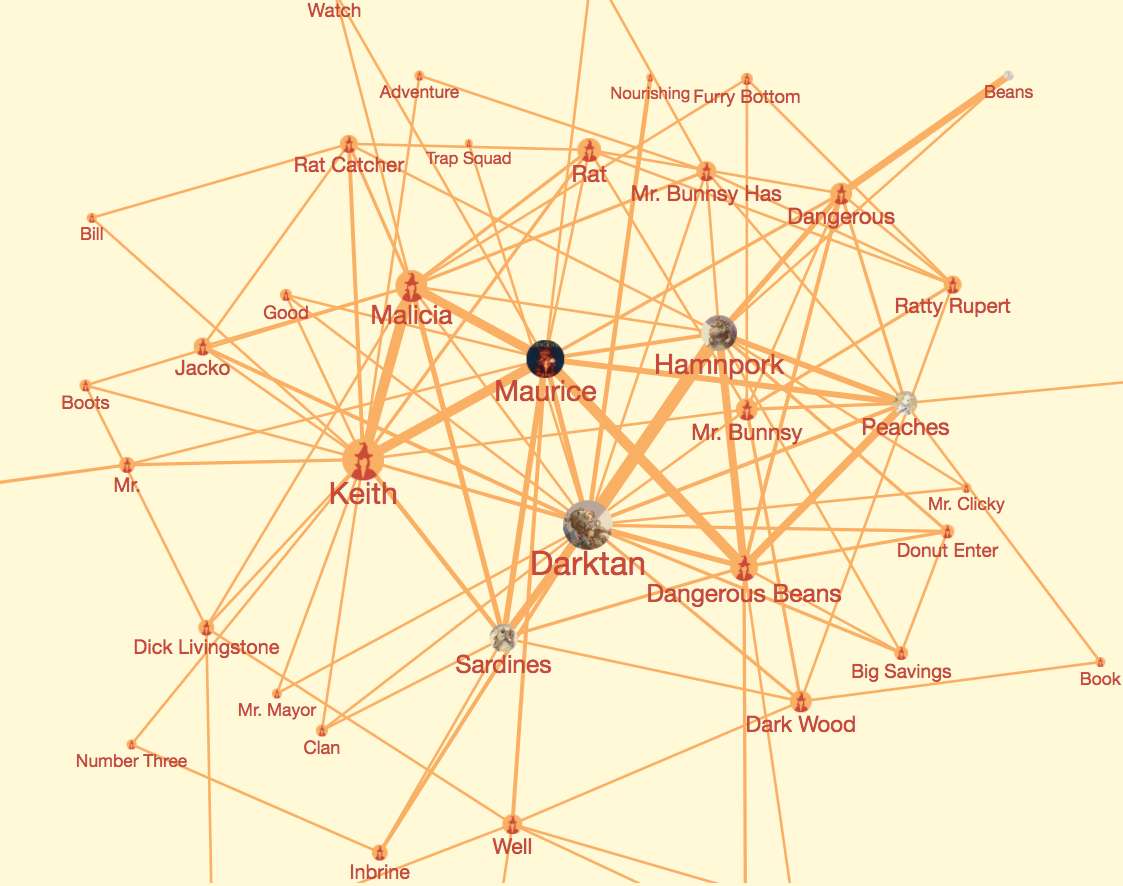 Watch
Adventure
Nourishing
Furry Bottom
Beans
Rat Catcher
Trap Squad
Rat
Mr. Bunnsy Has
Dangerous
Bill
Good
Malicia
Ratty Rupert
Jacko
Hamnpork
Maurice
Boots
Mr. Bunnsy
Peaches
Mr.
Keith
Mr. Clicky
Donut Enter
Darktan
Dangerous Beans
Dick Livingstone
Sardines
Big Savings
Book
Mr. Mayor
Dark Wood
Clan
Number Three
Well
Inbrine